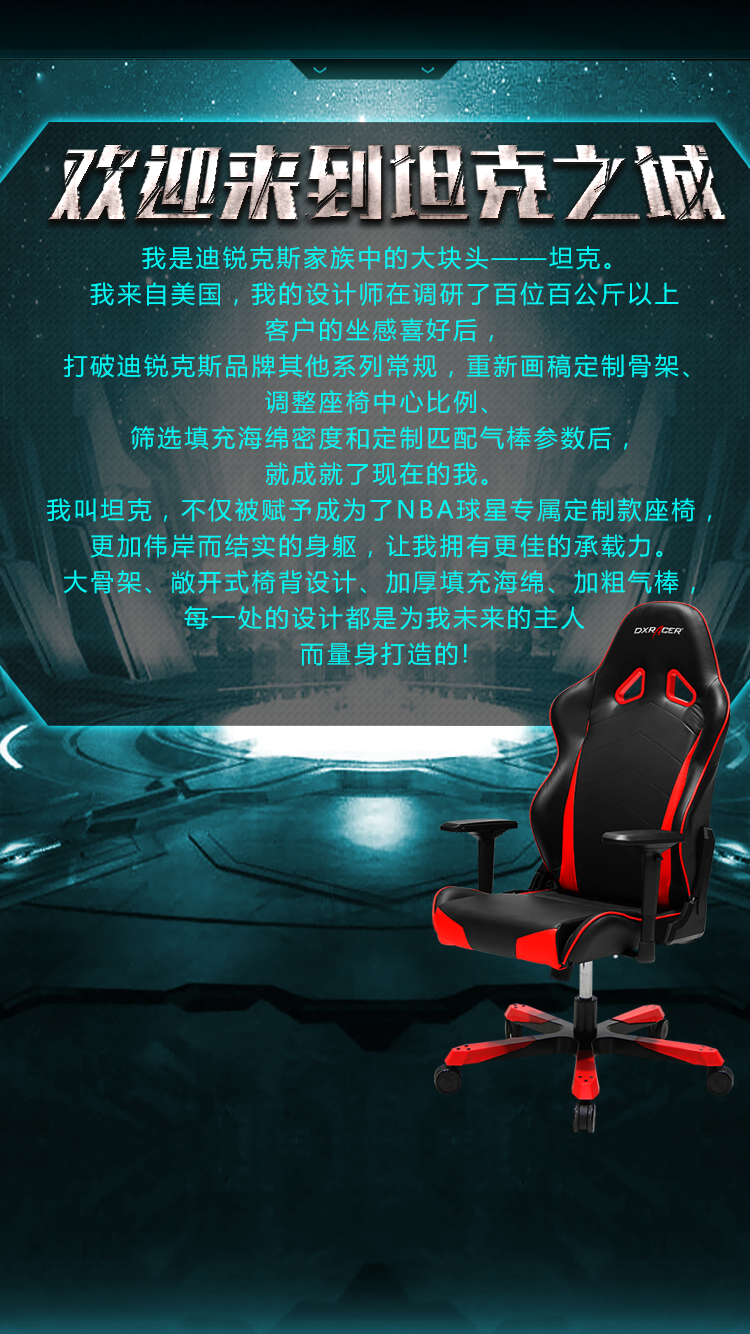 欢迎来到坦克之诚
我是迪锐克斯家族中的大块头——坦克。
我来自美国，我的设计师在调研了百位百公斤以上
客户的坐感喜好后，
打破迪锐克斯品牌其他系列常规，重新画稿定制骨架、
调整座椅中心比例、
筛选填充海绵密度和定制匹配气棒参数后，
就成就了现在的我。
我叫坦克，不仅被赋予成为了NBA球星专属定制款座椅，
更加伟岸而结实的身躯，让我拥有更佳的承载力。
大骨架、敞开式椅背设计、加厚填充海绵、加粗气棒，
每一处的设计都是为我未来的主人
而量身打造的!
DXRACER